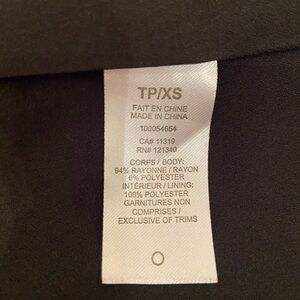 TP/XS
FAIT EN CHINE
MADE IN CHINA
100054654
CA# 11319
RN# 121340
CORPS / BODY:
94% RAYONNE / RAYON
6% POLYESTER
INTÉRIEUR / LINING:
100% POLYESTER
GARNITURES NON
COMPRISES /
EXCLUSIVE OF TRIMS